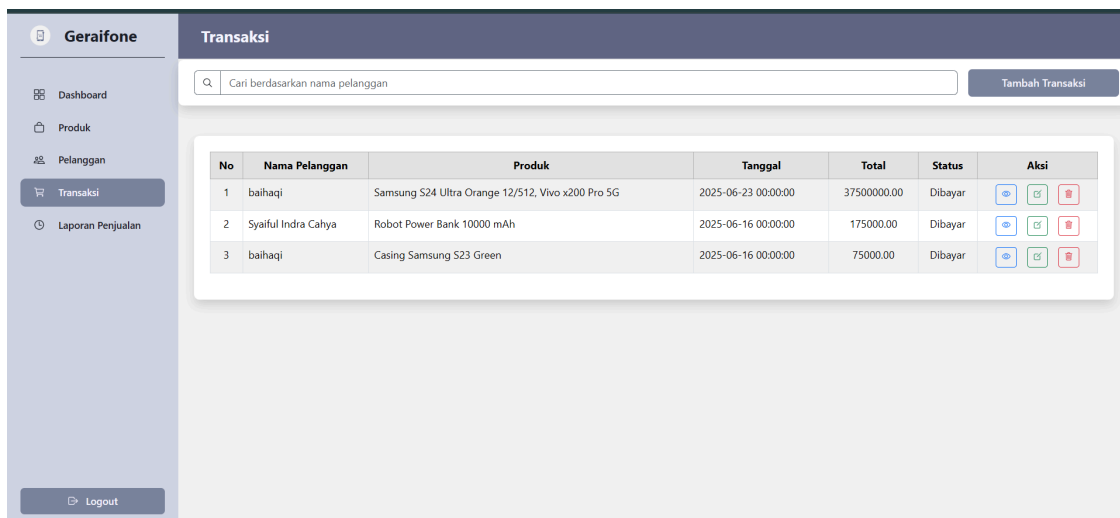 Geraifone
Transaksi
Cari berdasarkan nama pelanggan
Tambah Transaksi
Dashboard
Produk
Pelanggan
Transaksi
Laporan Penjualan
No Nama Pelanggan Produk Tanggal Total Status Aksi
1 baihaqi Samsung S24 Ultra Orange 12/512, Vivo x200 Pro 5G 2025-06-23 00:00:00 37500000.00 Dibayar
2 Syaiful Indra Cahya Robot Power Bank 10000 mAh 2025-06-16 00:00:00 175000.00 Dibayar
3 baihaqi Casing Samsung S23 Green 2025-06-16 00:00:00 75000.00 Dibayar
Logout